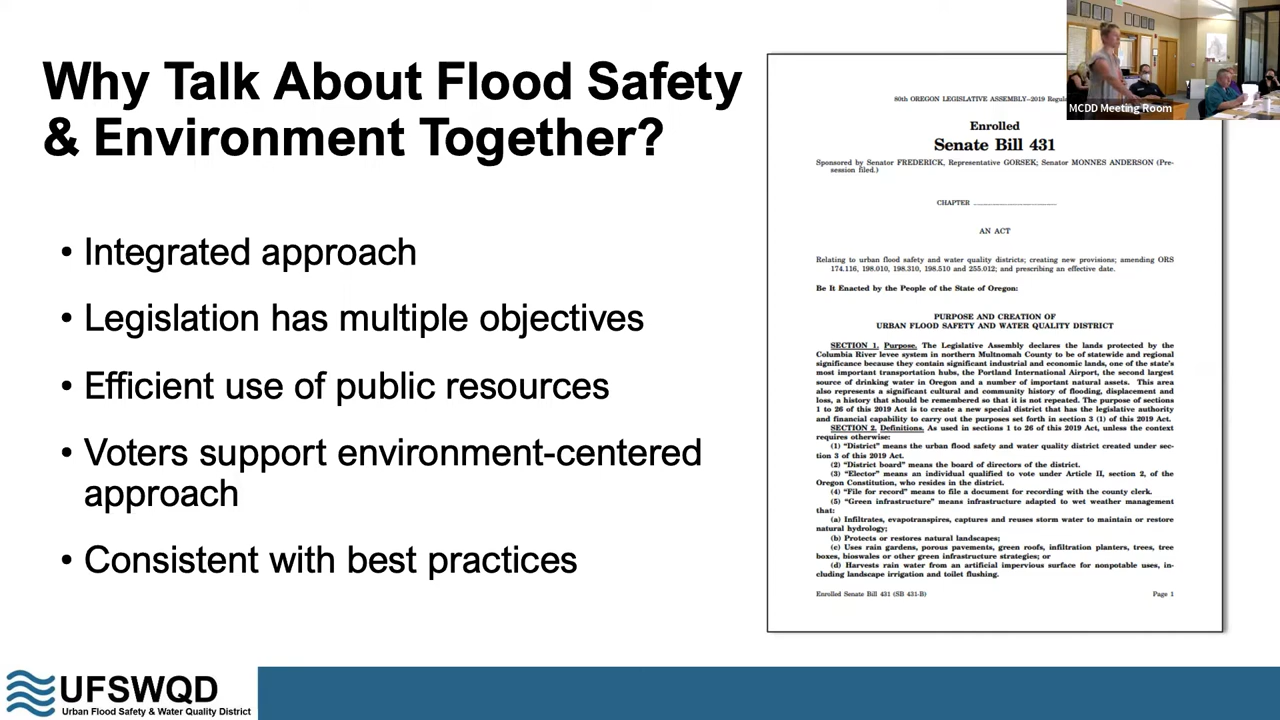 Why Talk About Flood Safety
& Environment Together?
• Integrated approach
• Legislation has multiple objectives
• Efficient use of public resources
• Voters support environment-centered
approach
• Consistent with best practices
MCDD Meeting Room
80th OREGON LEGISLATIVE ASSEMBLY--2019
Enrolled
Senate Bill 431
Sponsored by Senator FREDERICK, Representative GORSEK; Senator MONNES ANDERSON (Pre-
session filed.)
CHAPTER
AN ACT
Relating to urban flood safety and water quality districts; creating new provisions; amending ORS
174.116, 198.010, 198.310, 198.510 and 255.012; and prescribing an effective date.
Be It Enacted by the People of the State of Oregon:
PURPOSE AND CREATION OF
URBAN FLOOD SAFETY AND WATER QUALITY DISTRICT
SECTION 1. Purpose. The Legislative Assembly declares the lands protected by the
Columbia River levee system in northern Multnomah County to be of statewide and regional
significance because they contain significant industrial and economic lands, one of the state's
most important transportation hubs, the Portland International Airport, the second largest
source of drinking water in Oregon and a number of important natural assets. This area
also represents a significant cultural and community history of flooding, displacement and
loss, a history that should be remembered so that it is not repeated. The purpose of sections
1 to 26 of this 2019 Act is to create a new special district that has the legislative authority
and financial capability to carry out the purposes set forth in section 3 (1) of this 2019 Act.
SECTION 2. Definitions. As used in sections 1 to 26 of this 2019 Act, unless the context
requires otherwise:
(1) "District" means the urban flood safety and water quality district created under sec-
tion 3 of this 2019 Act.
(2) "District board" means the board of directors of the district.
(3) "Elector" means an individual qualified to vote under Article II, section 2, of the
Oregon Constitution, who resides in the district.
(4) "File for record" means to file a document for recording with the county clerk.
(5) "Green infrastructure" means infrastructure adapted to wet weather management
that:
(a) Infiltrates, evapotranspires, captures and reuses storm water to maintain or restore
natural hydrology;
(b) Protects or restores natural landscapes;
(c) Uses rain gardens, porous pavements, green roofs, infiltration planters, trees, tree
boxes, bioswales or other green infrastructure strategies; or
(d) Harvests rain water from an artificial impervious surface for nonpotable uses, in-
cluding landscape irrigation and toilet flushing.
Enrolled Senate Bill 431 (SB 431-B)
Page 1
UFSWQD
Urban Flood Safety & Water Quality District